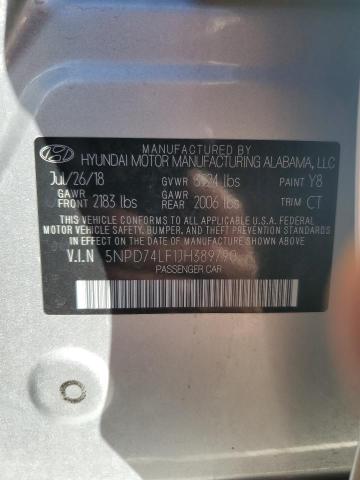 MANUFACTURED BY
HYUNDAI MOTOR MANUFACTURING ALABAMA, LLC
Jul/26/18 GVWR lbs PAINT Y8
GAWR FRONT 2183 lbs GAWR REAR 2006 lbs TRIM CT
THIS VEHICLE CONFORMS TO ALL APPLICABLE U.S. FEDERAL MOTOR VEHICLE SAFETY, BUMPER, AND THEFT PREVENTION STANDARDS IN EFFECT ON THE DATE OF MANUFACTURE SHOWN ABOVE.
V.I.N 5NPD74LF1JH389790
PASSENGER CAR